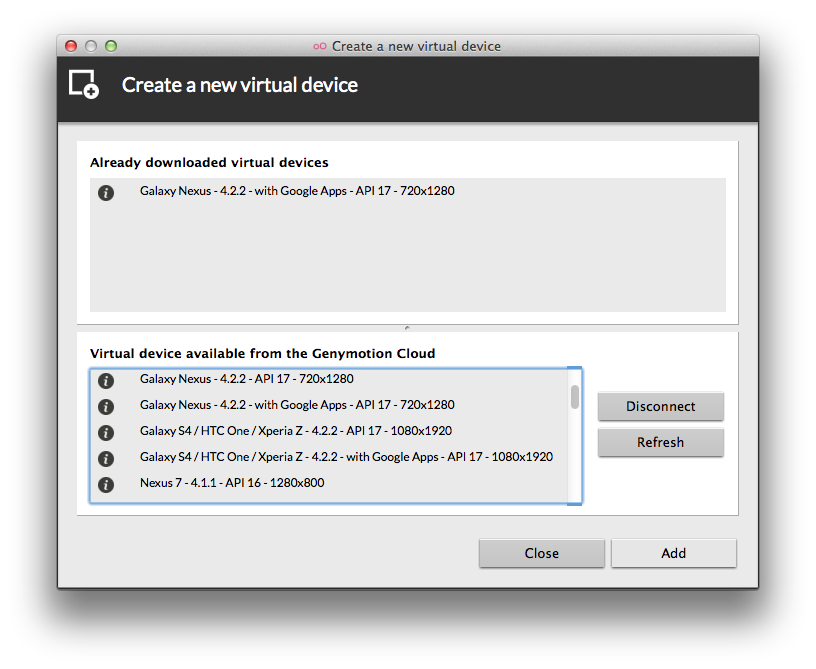 Create a new virtual device
Create a new virtual device
Already downloaded virtual devices
Galaxy Nexus - 4.2.2 - with Google Apps - API 17 - 720x1280
Virtual device available from the Genymotion Cloud
Galaxy Nexus - 4.2.2 - API 17 - 720x1280
Galaxy Nexus - 4.2.2 - with Google Apps - API 17 - 720x1280
Galaxy S4 / HTC One / Xperia Z - 4.2.2 - API 17 - 1080x1920
Galaxy S4 / HTC One / Xperia Z - 4.2.2 - with Google Apps - API 17 - 1080x1920
Nexus 7 - 4.1.1 - API 16 - 1280x800
Disconnect
Refresh
Close
Add